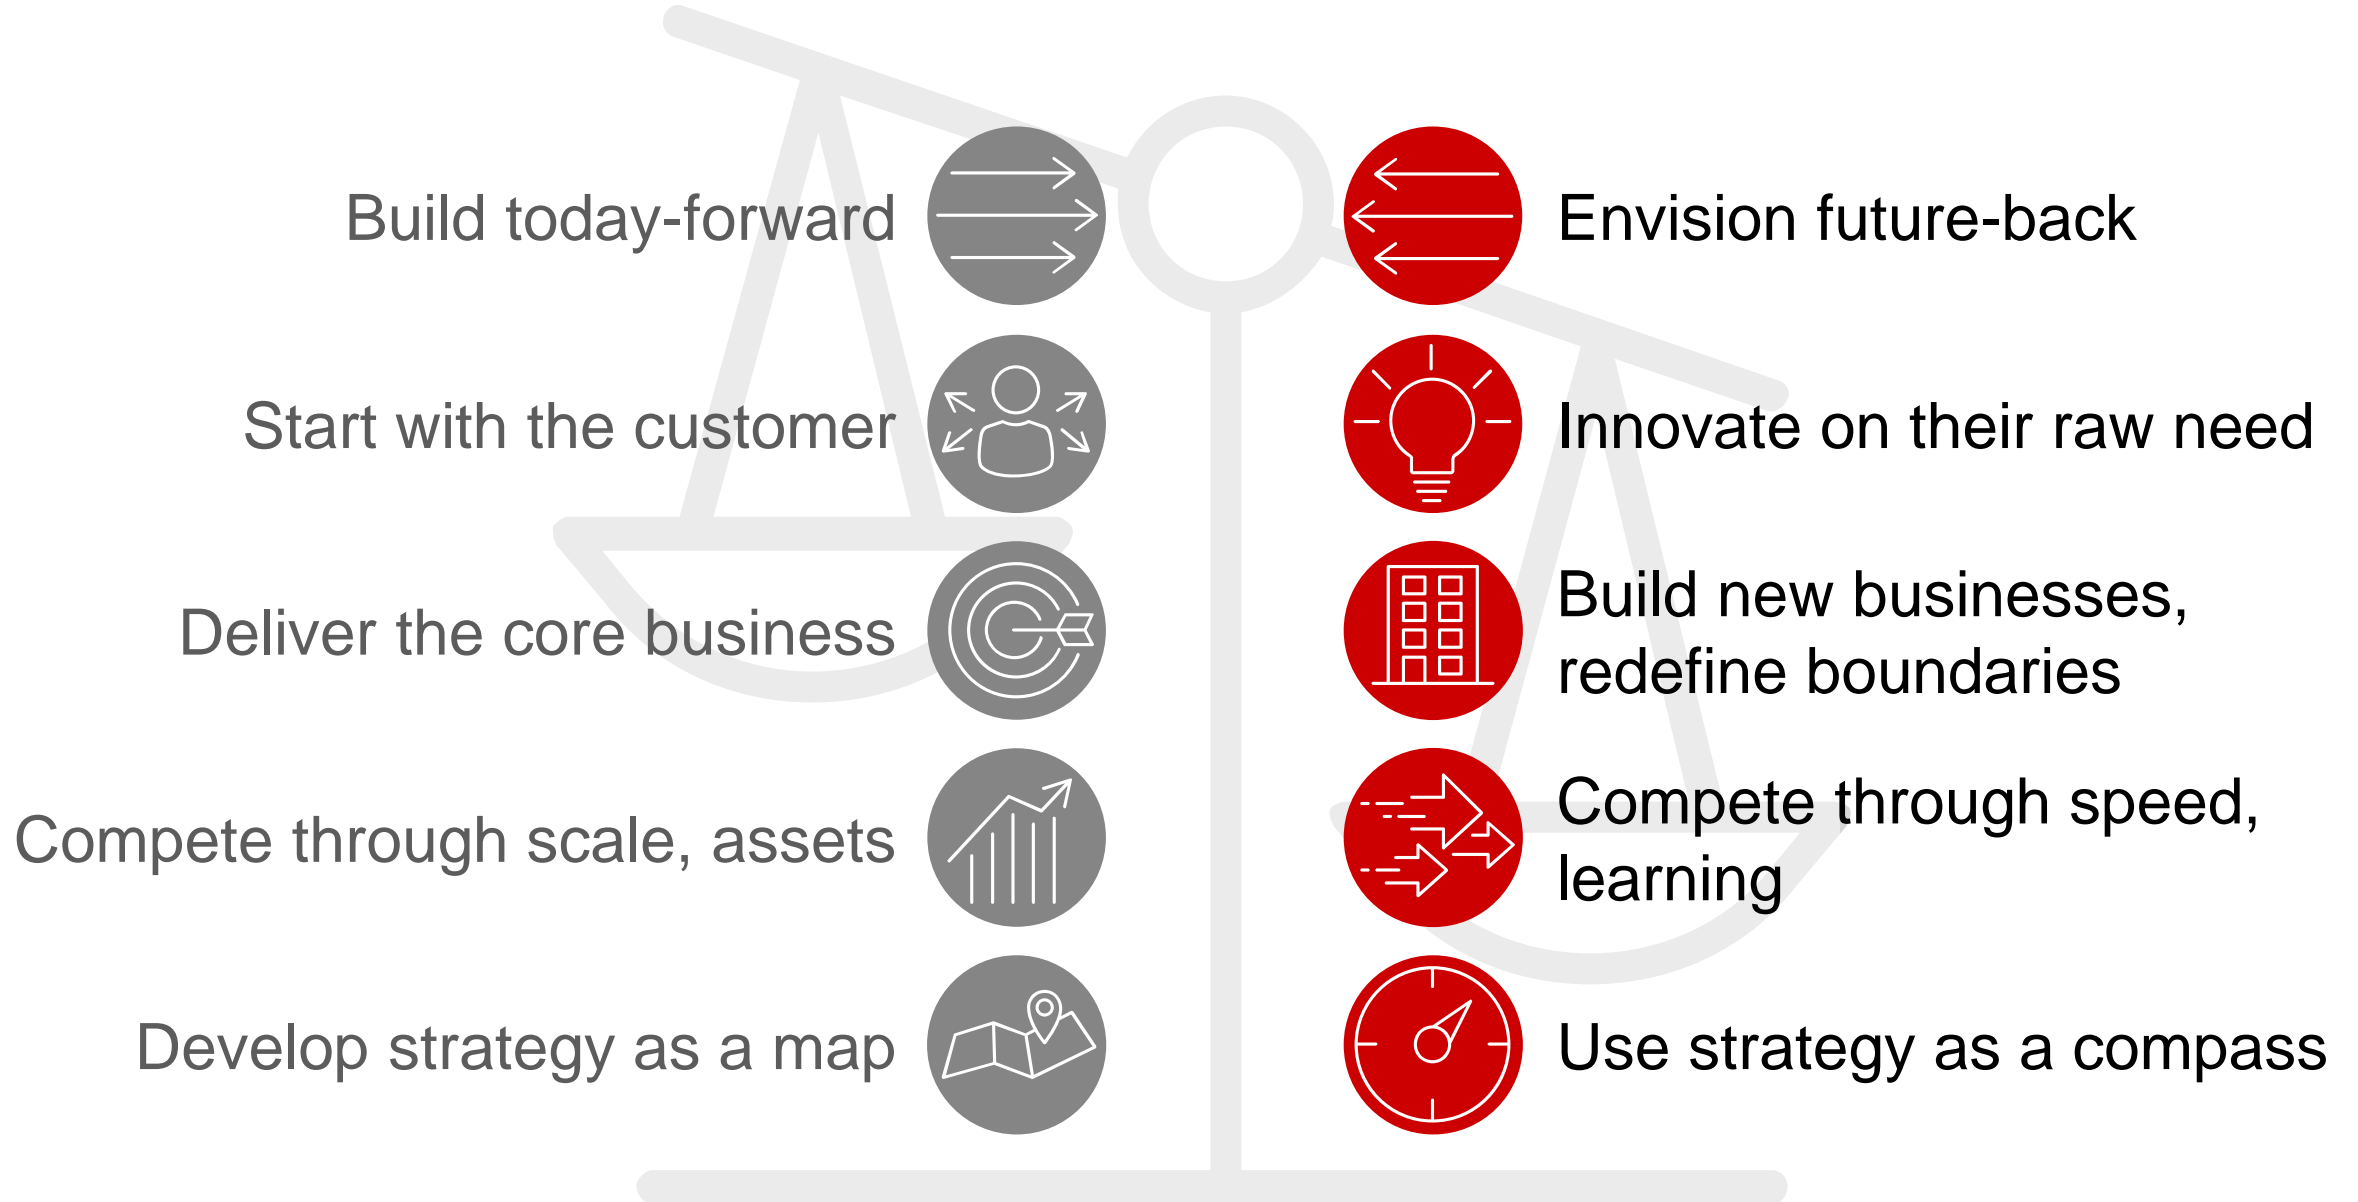 Build today-forward
Envision future-back
Start with the customer
Innovate on their raw need
Deliver the core business
Build new businesses,
redefine boundaries
Compete through scale, assets
Compete through speed,
learning
Develop strategy as a map
Use strategy as a compass